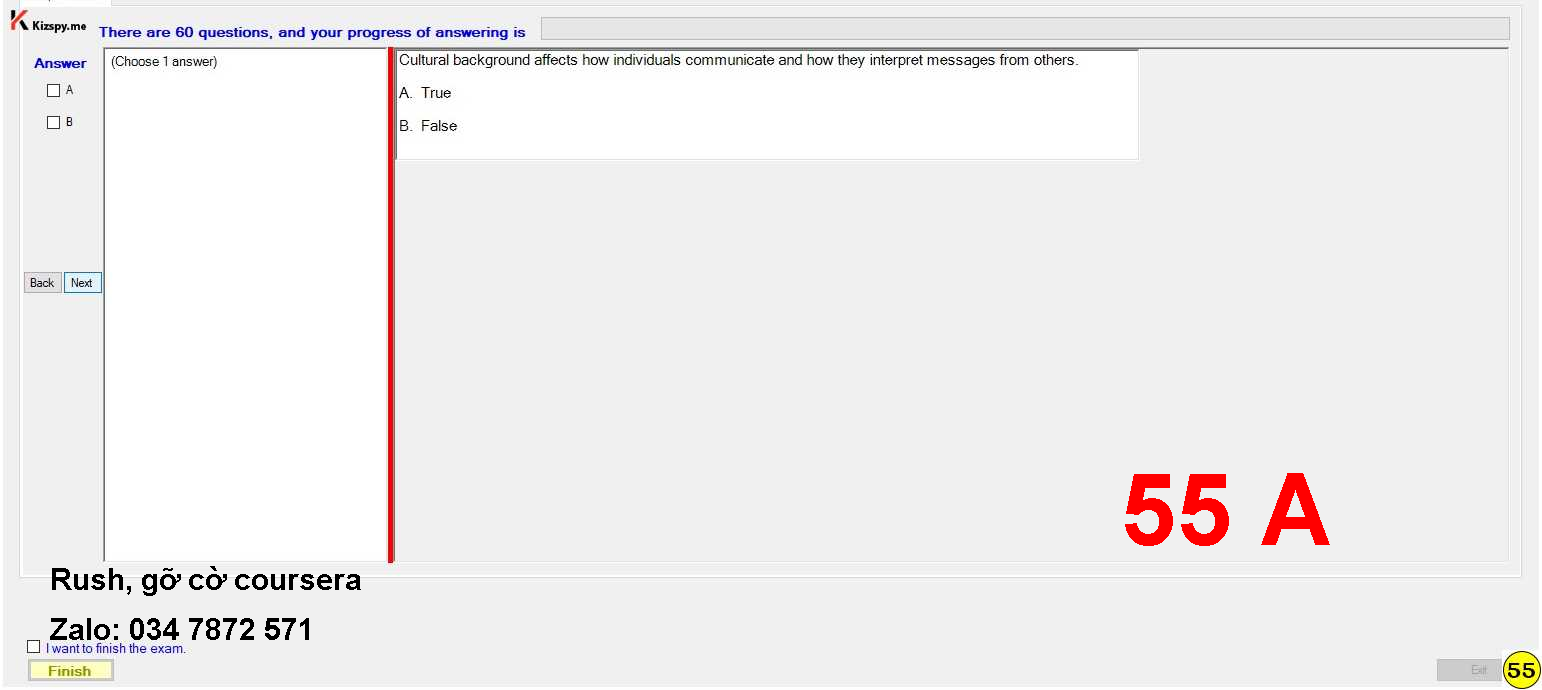 Kizspy.me
There are 60 questions, and your progress of answering is
Answer
A
B
Back
Next
(Choose 1 answer)
Cultural background affects how individuals communicate and how they interpret messages from others.
A. True
B. False
55 A
Rush, gỡ cờ coursera
Zalo: 034 7872 571
I want to finish the exam.
Finish
Exit
55